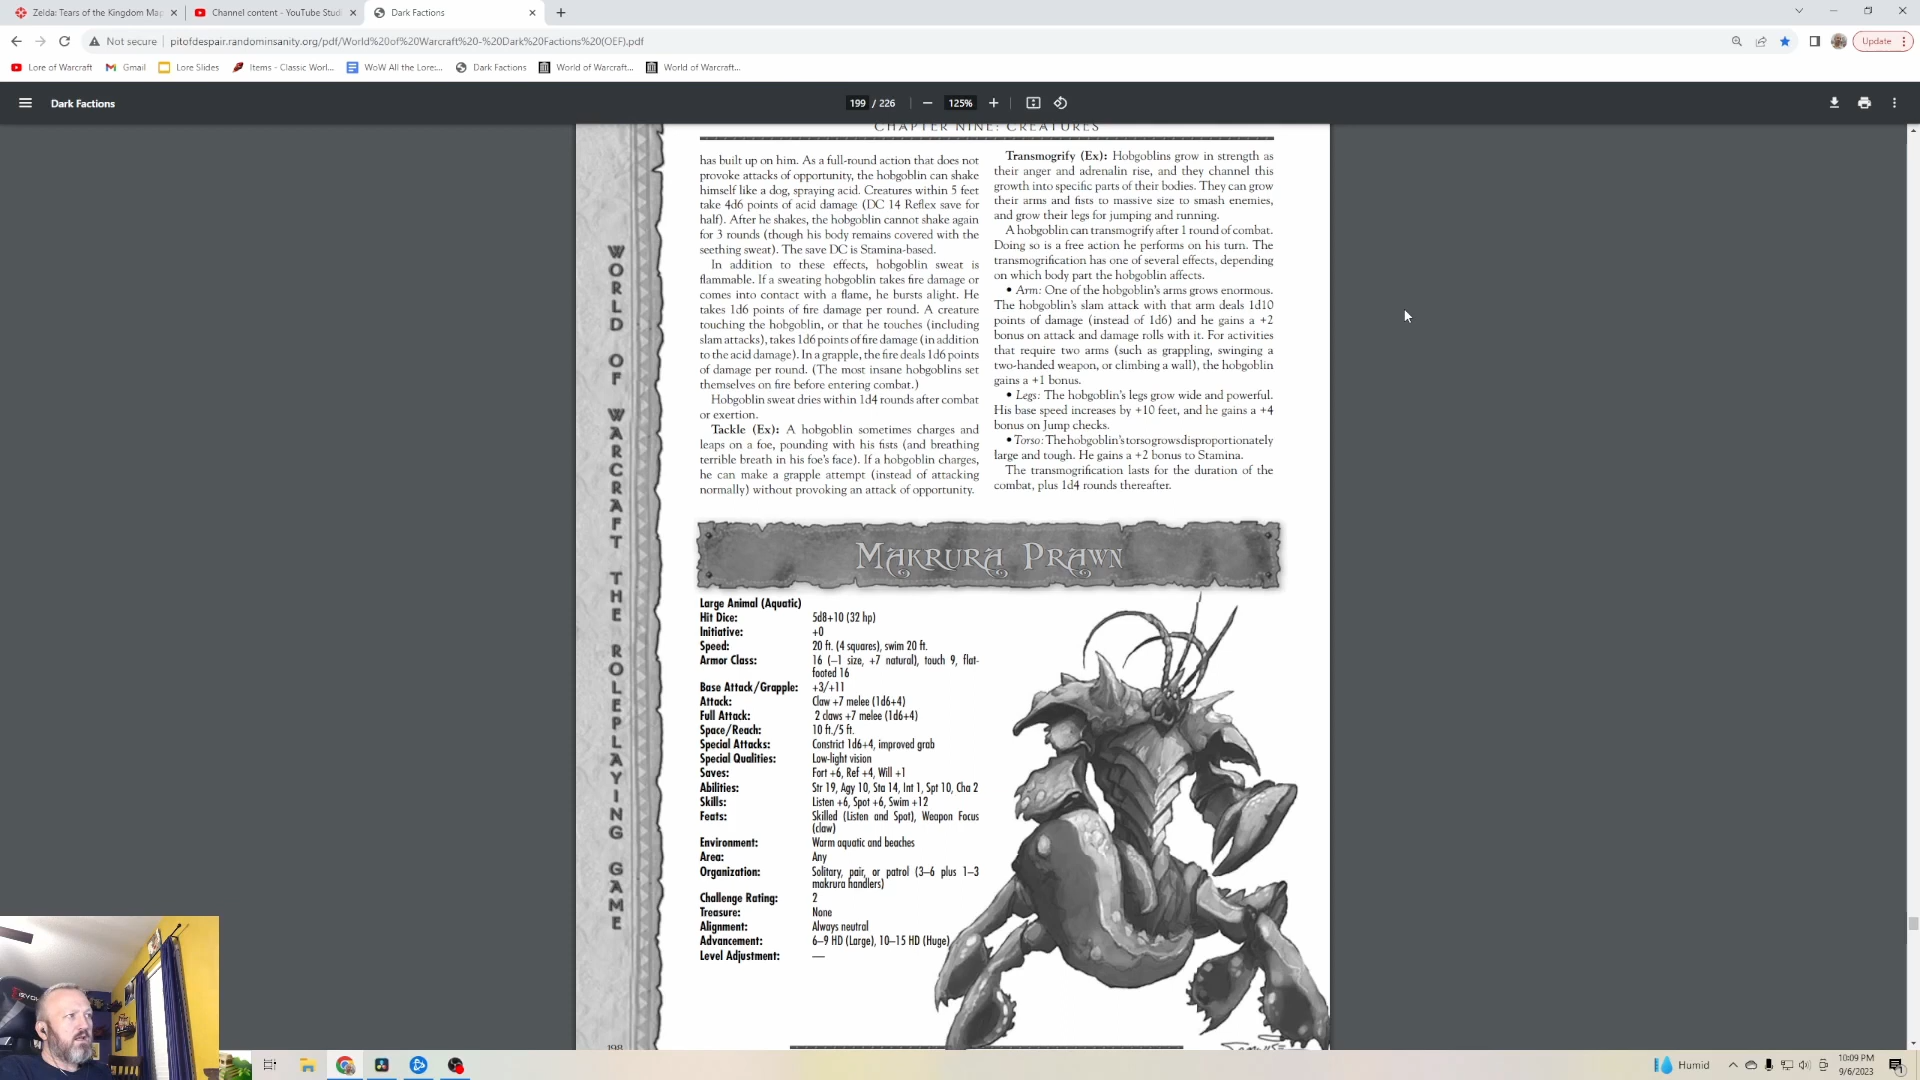 Zelda: Tears of the Kingdom Map
Channel content - YouTube Stud
Dark Factions
Not secure
pitofdespair.randominsanity.org/pdf/World%20of%20Warcraft%20-%20Dark%20Factions%20(OEF).pdf
Update
Lore of Warcraft
Gmail
Lore Slides
Items - Classic Worl...
WoW All the Lore:...
Dark Factions
World of Warcraft...
World of Warcraft...
Dark Factions
199 / 226
125%
CHAPTER NINE: CREATURES
has built up on him. As a full-round action that does not
provoke attacks of opportunity, the hobgoblin can shake
himself like a dog, spraying acid. Creatures within 5 feet
take 4d6 points of acid damage (DC 14 Reflex save for
half). After he shakes, the hobgoblin cannot shake again
for 3 rounds (though his body remains covered with the
seething sweat). The save DC is Stamina-based.
In addition to these effects, hobgoblin sweat is
flammable. If a sweating hobgoblin takes fire damage or
comes into contact with a flame, he bursts alight. He
takes 1d6 points of fire damage per round. A creature
touching the hobgoblin, or that he touches (including
slam attacks), takes 1d6 points of fire damage (in addition
to the acid damage). In a grapple, the fire deals 1d6 points
of damage per round. (The most insane hobgoblins set
themselves on fire before entering combat.)
Hobgoblin sweat dries within 1d4 rounds after combat
or exertion.
Tackle (Ex): A hobgoblin sometimes charges and
leaps on a foe, pounding with his fists (and breathing
terrible breath in his foe's face). If a hobgoblin charges,
he can make a grapple attempt (instead of attacking
normally) without provoking an attack of opportunity.
Transmogrify (Ex): Hobgoblins grow in strength as
their anger and adrenalin rise, and they channel this
growth into specific parts of their bodies. They can grow
their arms and fists to massive size to smash enemies,
and grow their legs for jumping and running.
A hobgoblin can transmogrify after 1 round of combat.
Doing so is a free action he performs on his turn. The
transmogrification has one of several effects, depending
on which body part the hobgoblin affects.
• Arm: One of the hobgoblin's arms grows enormous.
The hobgoblin's slam attack with that arm deals 1d10
points of damage (instead of 1d6) and he gains a +2
bonus on attack and damage rolls with it. For activities
that require two arms (such as grappling, swinging a
two-handed weapon, or climbing a wall), the hobgoblin
gains a +1 bonus.
• Legs: The hobgoblin's legs grow wide and powerful.
His base speed increases by +10 feet, and he gains a +4
bonus on Jump checks.
• Torso: The hobgoblin's torso grows disproportionately
large and tough. He gains a +2 bonus to Stamina.
The transmogrification lasts for the duration of the
combat, plus 1d4 rounds thereafter.
WORLD OF WARCRAFT THE ROLEPLAYING GAME
MAKRURA PRAWN
Large Animal (Aquatic)
Hit Dice: 5d8+10 (32 hp)
Initiative: +0
Speed: 20 ft. (4 squares), swim 20 ft.
Armor Class: 16 (–1 size, +7 natural), touch 9, flat-
footed 16
Base Attack/Grapple: +3/+11
Attack: Claw +7 melee (1d6+4)
Full Attack: 2 claws +7 melee (1d6+4)
Space/Reach: 10 ft./5 ft.
Special Attacks: Constrict 1d6+4, improved grab
Special Qualities: Low-light vision
Saves: Fort +6, Ref +4, Will +1
Abilities: Str 19, Agy 10, Sta 14, Int 1, Spt 10, Cha 2
Skills: Listen +6, Spot +6, Swim +12
Feats: Skilled (Listen and Spot), Weapon Focus
(claw)
Environment: Warm aquatic and beaches
Area: Any
Organization: Solitary, pair, or patrol (3–6 plus 1–3
makrura handlers)
Challenge Rating: 2
Treasure: None
Alignment: Always neutral
Advancement: 6–9 HD (Large), 10–15 HD (Huge)
Level Adjustment: —
198
Humid
10:09 PM
9/6/2023